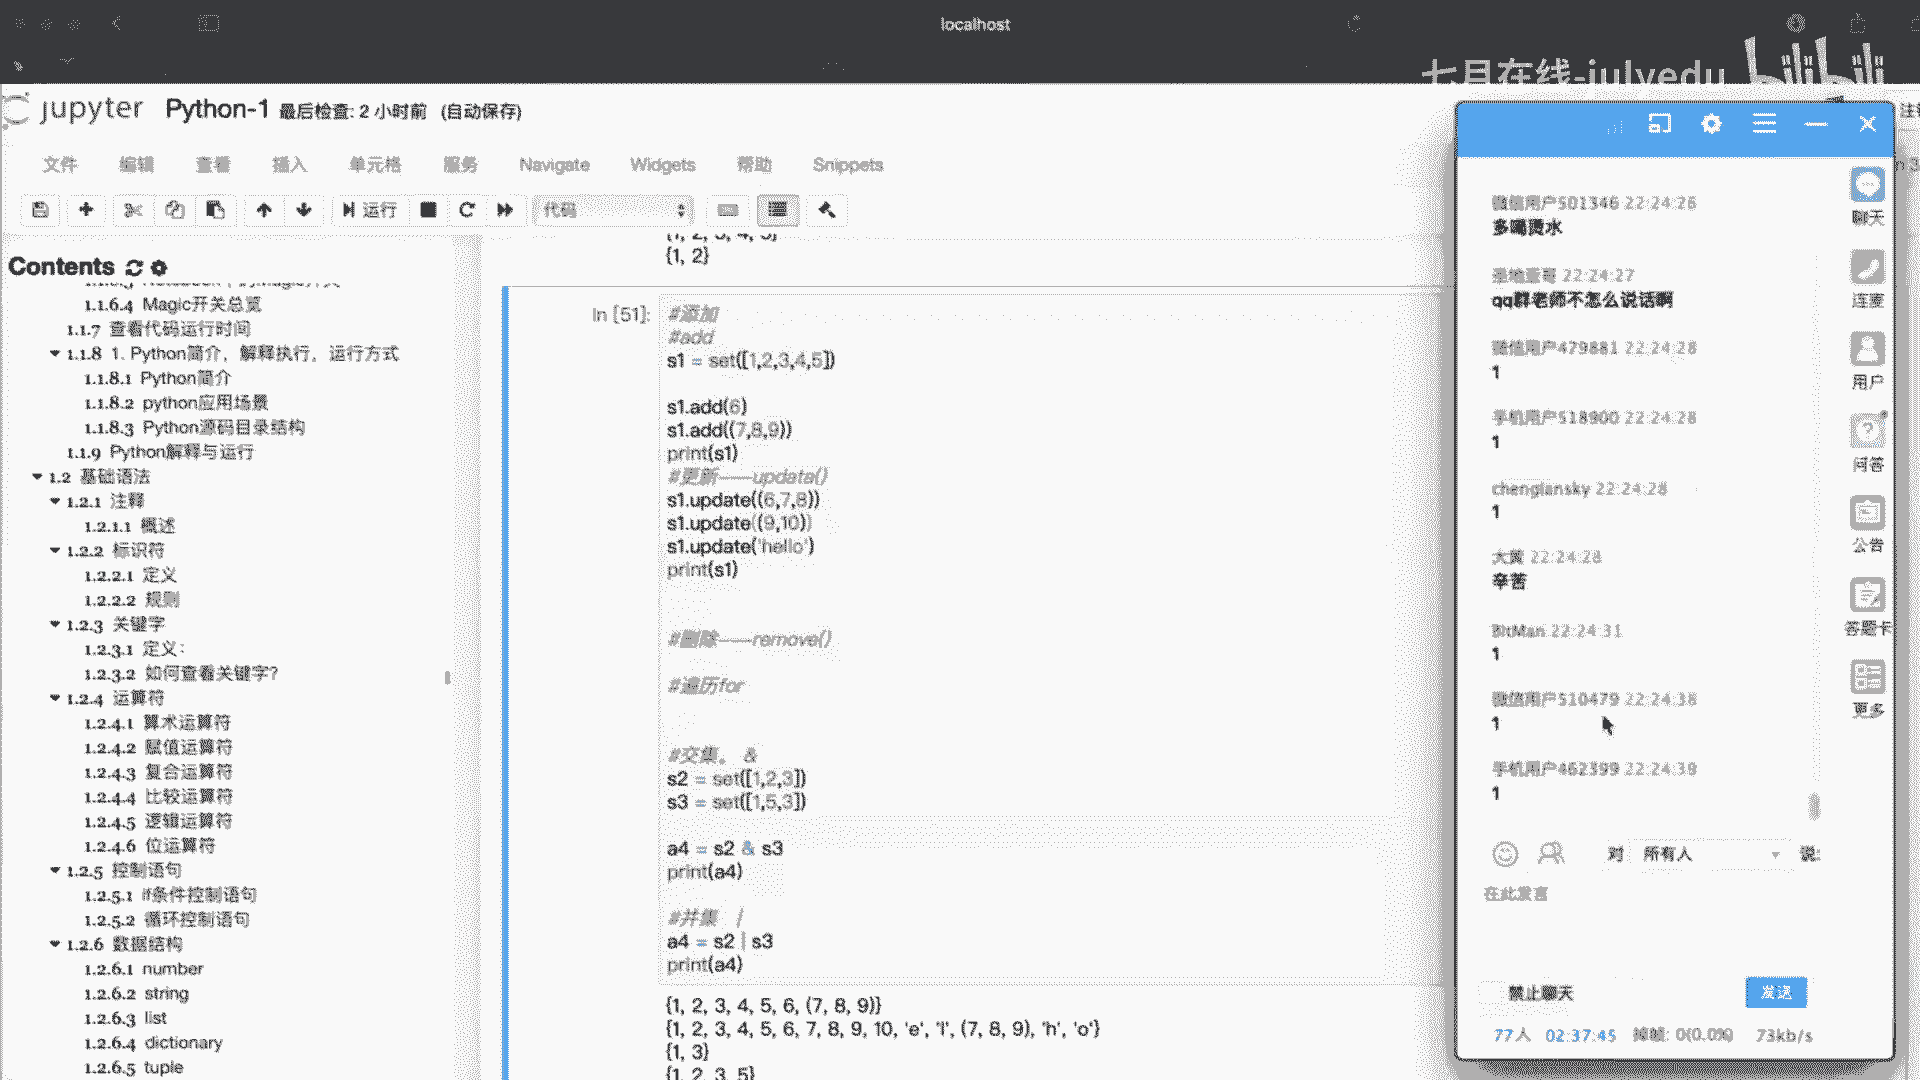 localhost
七月在线-julyedu bilibili
jupyter Python-1 最后检查: 2 小时前 (自动保存)
文件 编辑 查看 插入 单元格 服务 Navigate Widgets 帮助 Snippets
运行 代码
Contents
1.1.6.4 Magic开关总览
1.1.7 查看代码运行时间
1.1.8 1. Python简介，解释执行，运行方式
1.1.8.1 Python简介
1.1.8.2 python应用场景
1.1.8.3 Python源码目录结构
1.1.9 Python解释与运行
1.2 基础语法
1.2.1 注释
1.2.1.1 概述
1.2.2 标识符
1.2.2.1 定义
1.2.2.2 规则
1.2.3 关键字
1.2.3.1 定义：
1.2.3.2 如何查看关键字?
1.2.4 运算符
1.2.4.1 算术运算符
1.2.4.2 赋值运算符
1.2.4.3 复合运算符
1.2.4.4 比较运算符
1.2.4.5 逻辑运算符
1.2.4.6 位运算符
1.2.5 控制语句
1.2.5.1 if条件控制语句
1.2.5.2 循环控制语句
1.2.6 数据结构
1.2.6.1 number
1.2.6.2 string
1.2.6.3 list
1.2.6.4 dictionary
1.2.6.5 tuple
{1, 2}
In [51]:
#添加
#add
s1 = set([1,2,3,4,5])
s1.add(6)
s1.add((7,8,9))
print(s1)
#更新——updata()
s1.update((6,7,8))
s1.update((9,10))
s1.update('hello')
print(s1)
#删除——remove()
#遍历for
#交集。 &
s2 = set([1,2,3])
s3 = set([1,5,3])
a4 = s2 & s3
print(a4)
#并集 |
a4 = s2 | s3
print(a4)
{1, 2, 3, 4, 5, 6, (7, 8, 9)}
{1, 2, 3, 4, 5, 6, 7, 8, 9, 10, 'e', 'l', (7, 8, 9), 'h', 'o'}
{1, 3}
{1, 2, 3, 5}
微信用户501346 22:24:26
多喝烫水
22:24:27
qq群老师不怎么说话啊
微信用户479881 22:24:28
1
手机用户518900 22:24:28
1
chenglansky 22:24:28
1
大黄 22:24:28
辛苦
BitMan 22:24:31
1
微信用户510479 22:24:38
1
手机用户462399 22:24:39
1
对 所有人 说:
在此发言
禁止聊天 发送
77人 02:37:45 掉帧: 0(0.0%) 73kb/s
聊天
连麦
用户
问答
公告
答题卡
更多